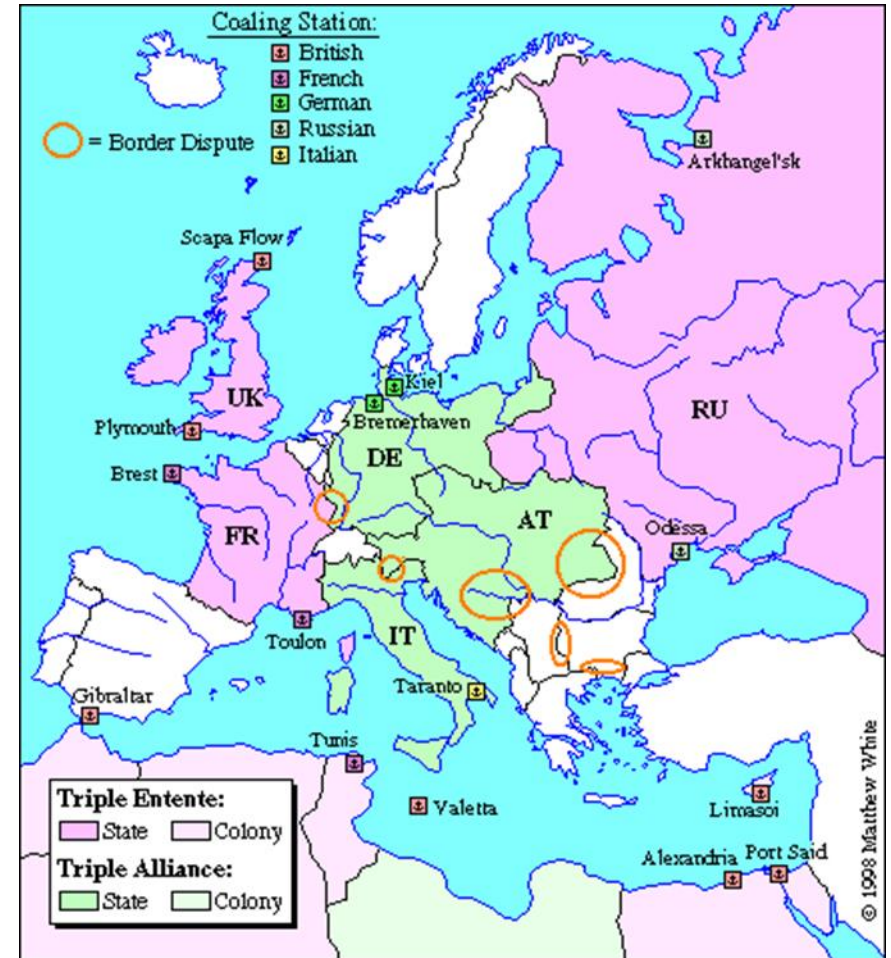 Coaling Station:
British
French
German
Russian
Italian
= Border Dispute
Arkhangel'sk
Scapa Flow
Kiel
UK
RU
Bremerhaven
Plymouth
DE
Brest
AT
Odessa
FR
Toulon
IT
Taranto
Gibraltar
Tunis
Triple Entente:
State Colony
Triple Alliance:
State Colony
Valetta
Limasoi
Alexandria Port Said
© 1998 Matthew White